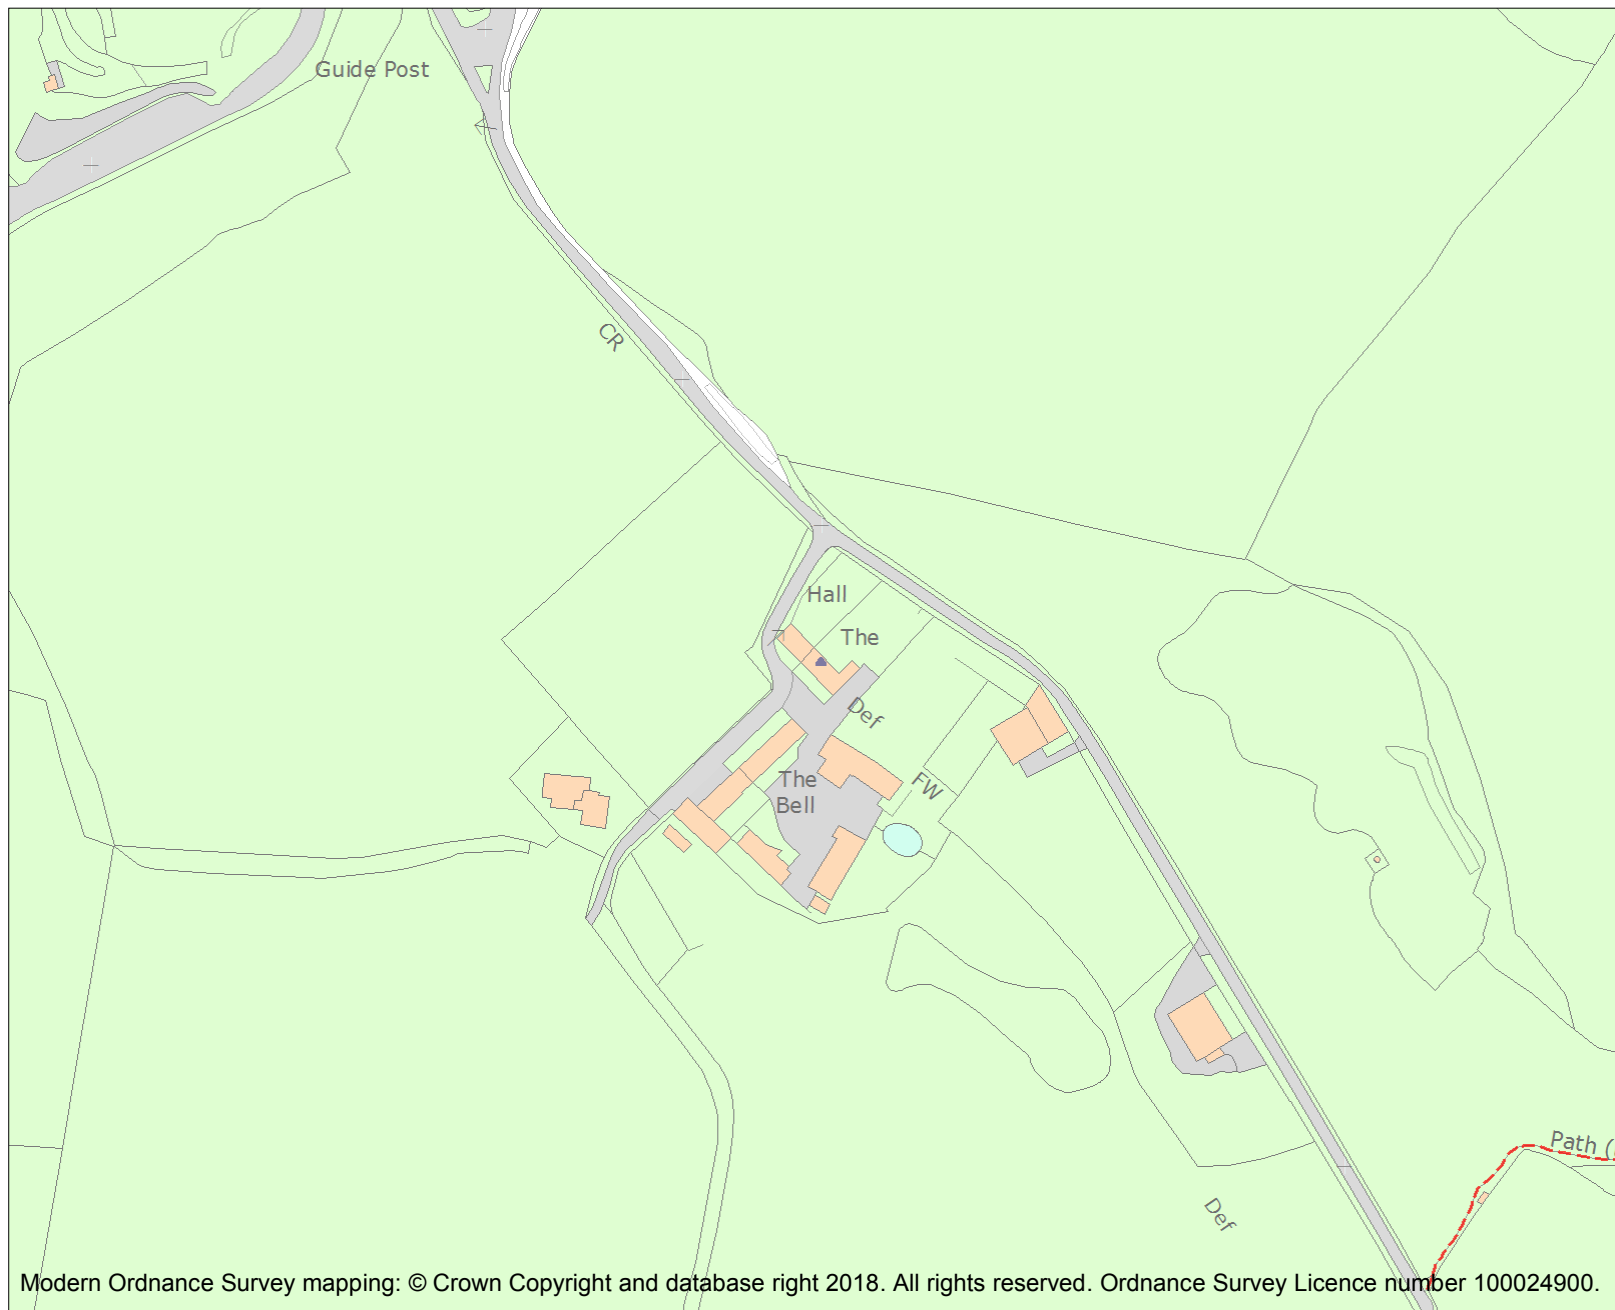 Guide Post
CR
Hall
The
Def
The
Bell
FW
Path (
Def
Modern Ordnance Survey mapping: © Crown Copyright and database right 2018. All rights reserved. Ordnance Survey Licence number 100024900.